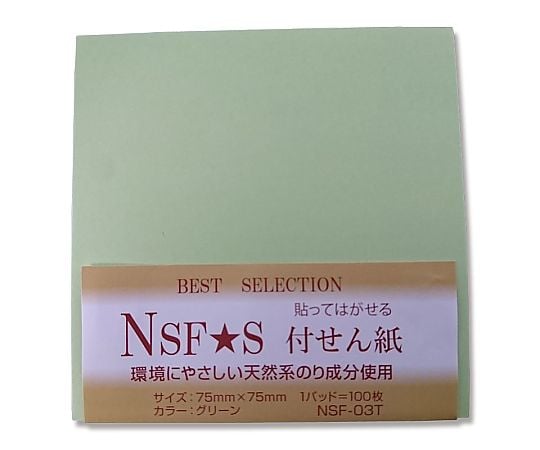 BEST SELECTION
貼ってはがせる
NSF★S 付せん紙
環境にやさしい天然系のり成分使用
サイズ：75mm×75mm 1パッド＝100枚
カラー：グリーン NSF-03T